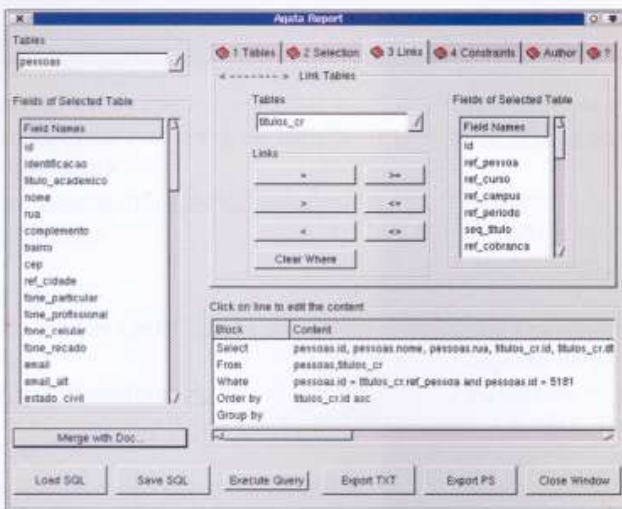 Agata Report
Tables
pessoas
Fields of Selected Table
Field Names
id
identificacao
titulo_academico
nome
rua
complemento
bairro
cep
ref_cidade
fone_particular
fone_profissional
fone_celular
fone_recado
email
email_alt
estado_civil
Merge with Doc...
1 Tables
2 Selection
3 Links
4 Constraints
Author
?
< ------- > Link Tables
Tables
titulos_cr
Links
= >=
> <=
< <>
Clear Where
Fields of Selected Table
Field Names
id
ref_pessoa
ref_curso
ref_campus
ref_periodo
seq_titulo
ref_cobranca
Click on line to edit the content
Block Content
Select pessoas.id, pessoas.nome, pessoas.rua, titulos_cr.id, titulos_cr.dt
From pessoas,titulos_cr
Where pessoas.id = titulos_cr.ref_pessoa and pessoas.id = 5181
Order by titulos_cr.id asc
Group by
Load SQL
Save SQL
Execute Query
Export TXT
Export PS
Close Window